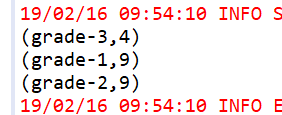 19/02/16 09:54:10 INFO S
(grade-3,4)
(grade-1,9)
(grade-2,9)
19/02/16 09:54:10 INFO E